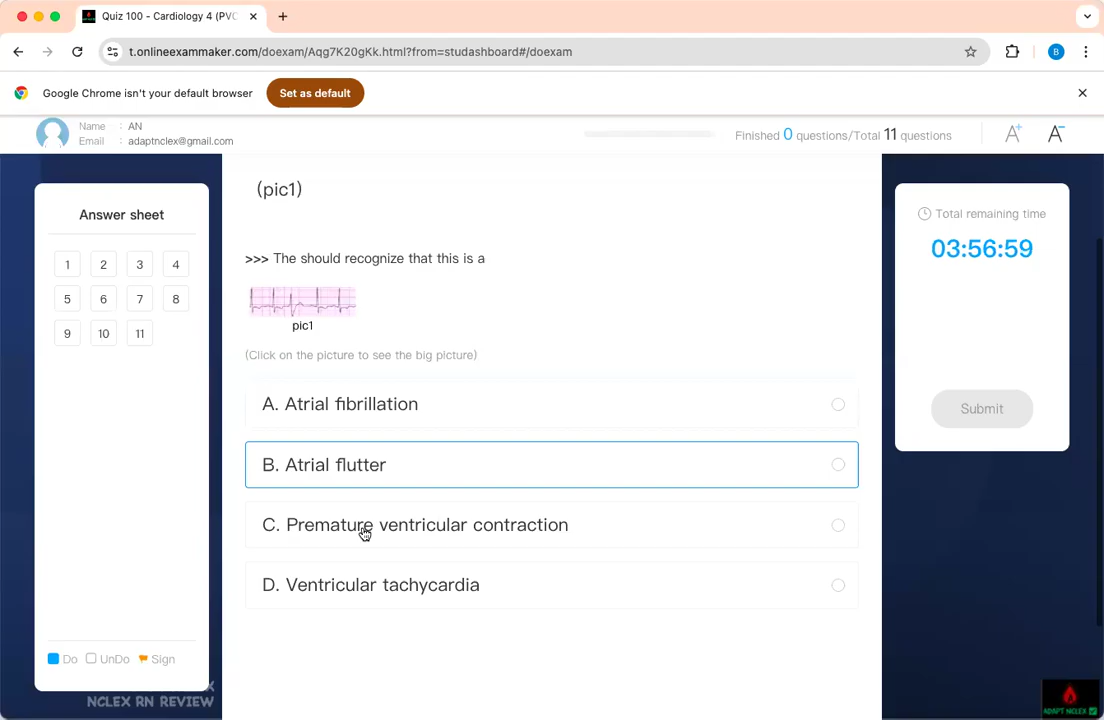 Quiz 100 - Cardiology 4 (PVC
t.onlineexammaker.com/doexam/Aqg7K20gKk.html?from=studashboard#/doexam
B
Google Chrome isn't your default browser
Set as default
Name : AN
Email : adaptnclex@gmail.com
Finished 0 questions/Total 11 questions
A+ A-
Answer sheet
1 2 3 4
5 6 7 8
9 10 11
Do UnDo Sign
NCLEX RN REVIEW
(pic1)
>>> The should recognize that this is a
pic1
(Click on the picture to see the big picture)
A. Atrial fibrillation
B. Atrial flutter
C. Premature ventricular contraction
D. Ventricular tachycardia
Total remaining time
03:56:59
Submit
ADAPT NCLEX